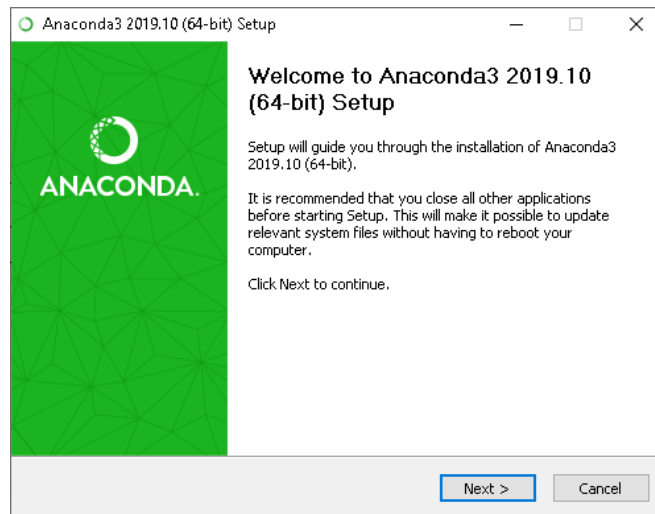 Anaconda3 2019.10 (64-bit) Setup
ANACONDA.
Welcome to Anaconda3 2019.10
(64-bit) Setup
Setup will guide you through the installation of Anaconda3
2019.10 (64-bit).
It is recommended that you close all other applications
before starting Setup. This will make it possible to update
relevant system files without having to reboot your
computer.
Click Next to continue.
Next >
Cancel